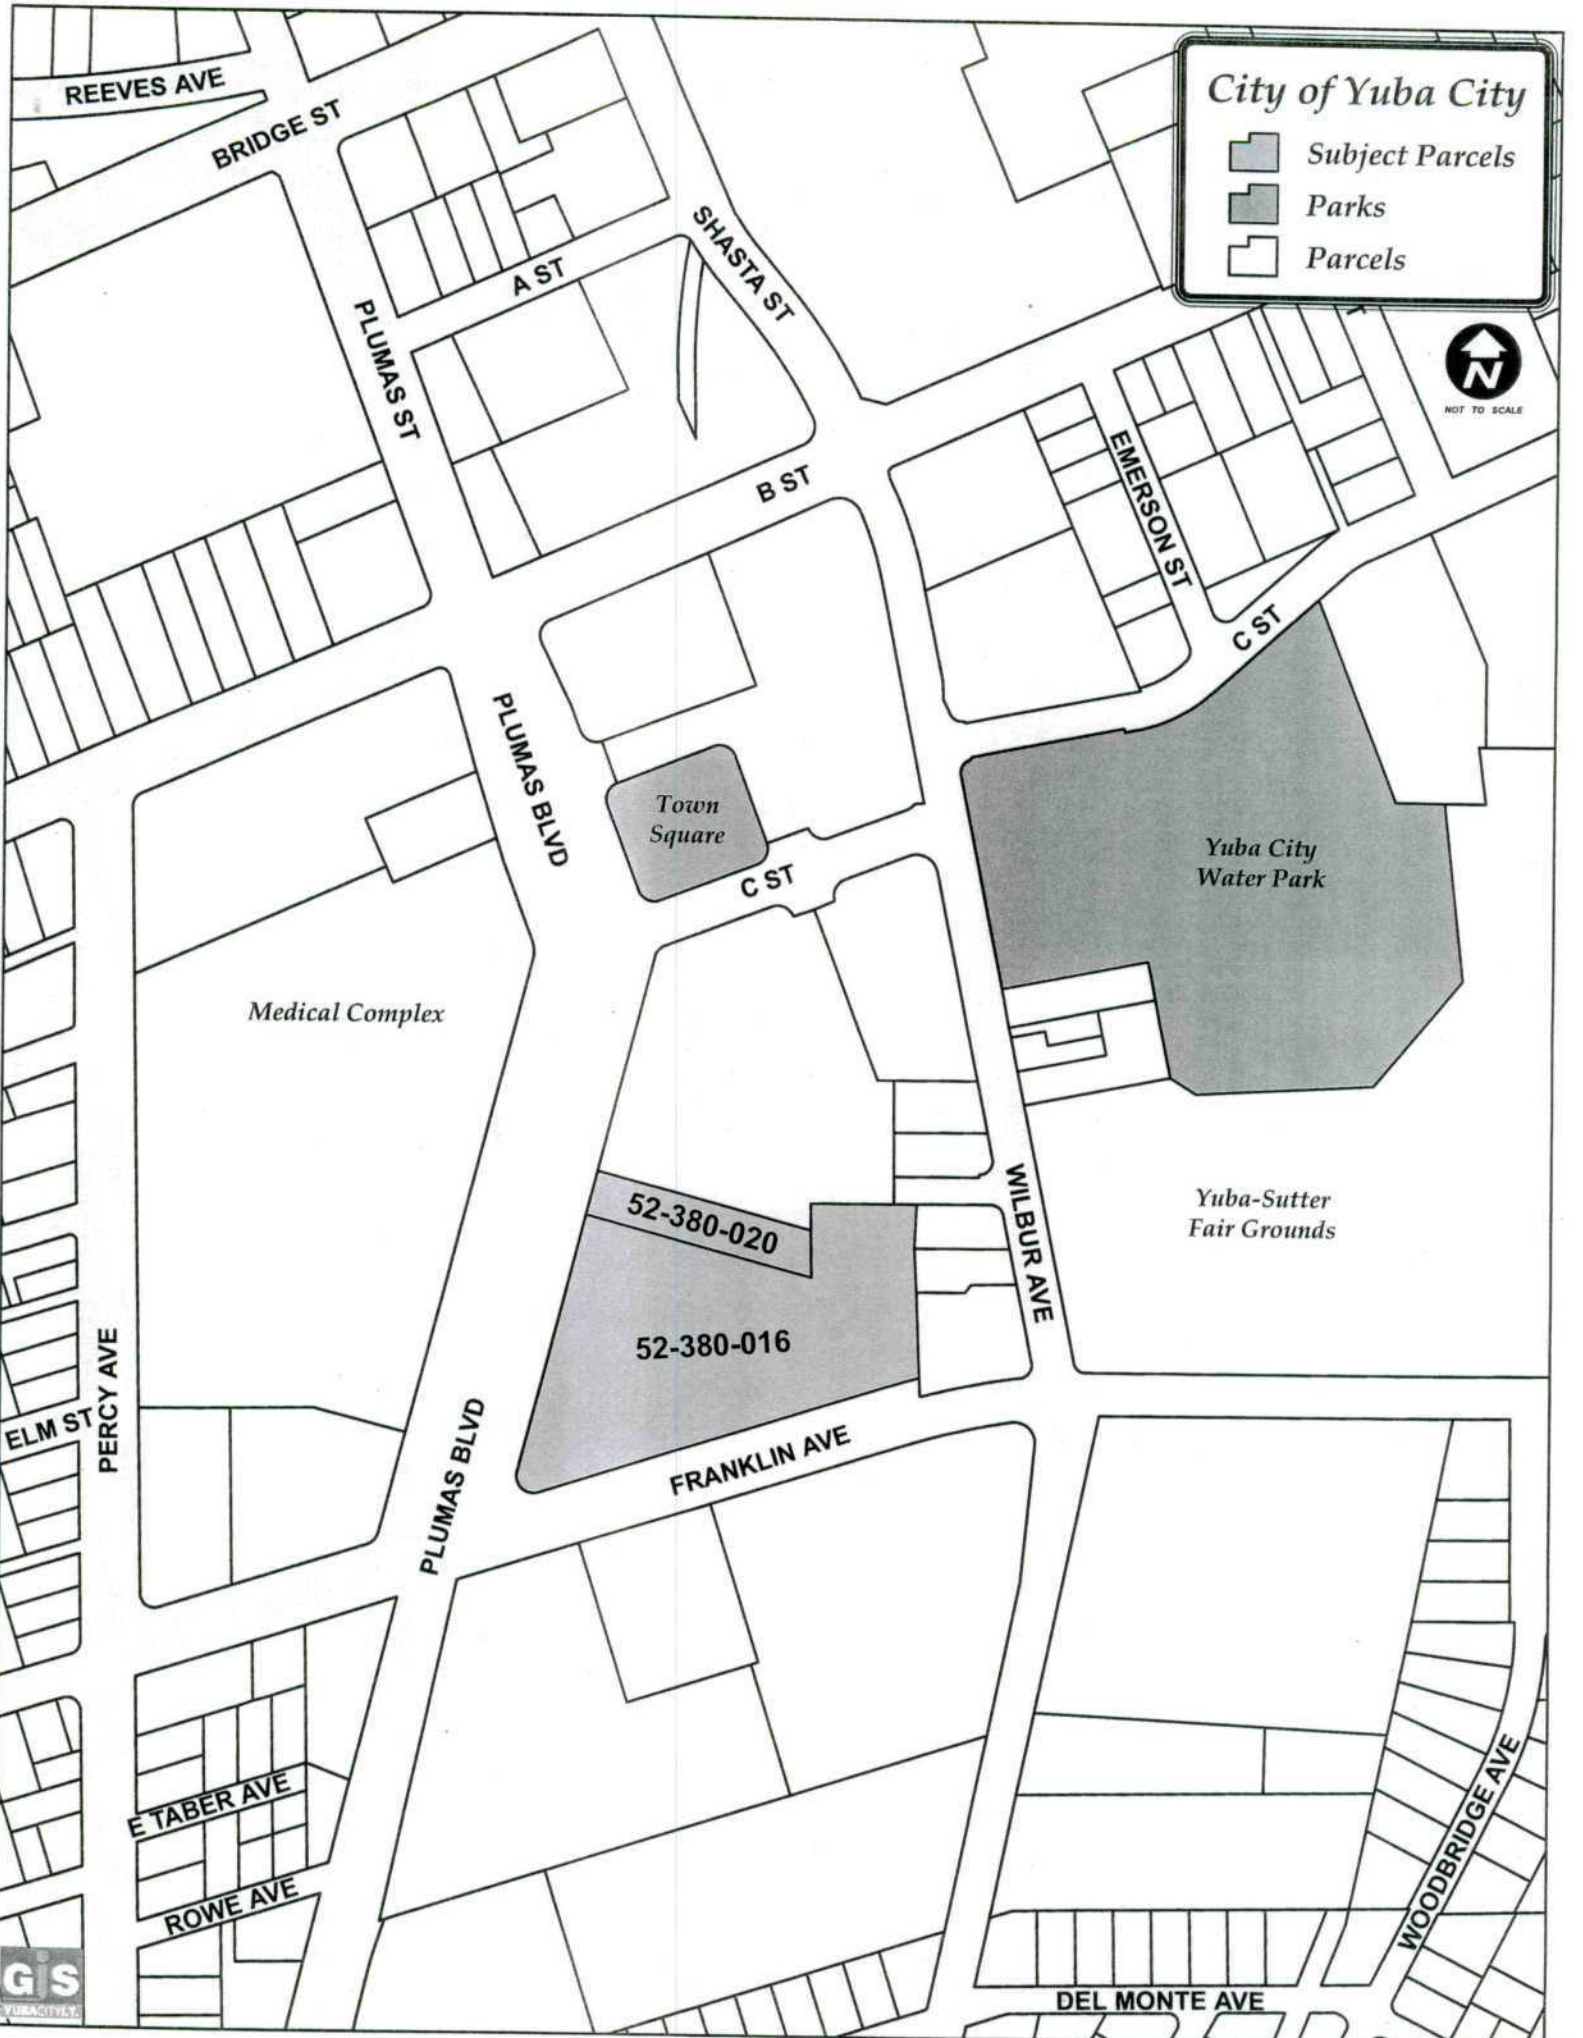 City of Yuba City
Subject Parcels
Parks
Parcels
N
NOT TO SCALE
REEVES AVE
BRIDGE ST
SHASTA ST
A ST
PLUMAS ST
B ST
EMERSON ST
C ST
PLUMAS BLVD
Town
Square
C ST
Yuba City
Water Park
Medical Complex
52-380-020
WILBUR AVE
Yuba-Sutter
Fair Grounds
52-380-016
PERCY AVE
ELM ST
PLUMAS BLVD
FRANKLIN AVE
E TABER AVE
ROWE AVE
WOODBRIDGE AVE
DEL MONTE AVE
GIS